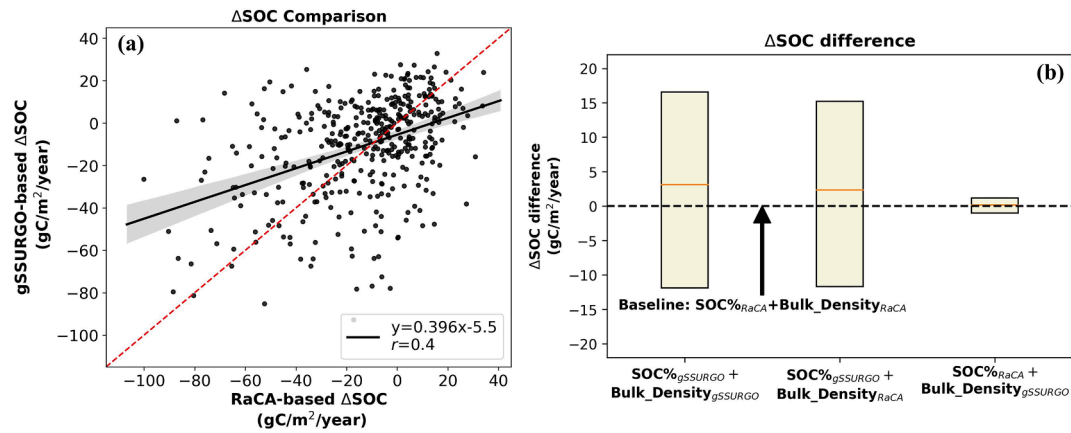 ΔSOC Comparison
(a)
40
20
0
−20
−40
−60
−80
−100
gSSURGO-based ΔSOC
(gC/m²/year)
y=0.396x-5.5
r=0.4
−100 −80 −60 −40 −20 0 20 40
RaCA-based ΔSOC
(gC/m²/year)
ΔSOC difference
(b)
20
15
10
5
0
−5
−10
−15
−20
ΔSOC difference
(gC/m²/year)
Baseline: SOC%RaCA+Bulk_DensityRaCA
SOC%gSSURGO +
Bulk_DensitygSSURGO
SOC%gSSURGO +
Bulk_DensityRaCA
SOC%RaCA +
Bulk_DensitygSSURGO